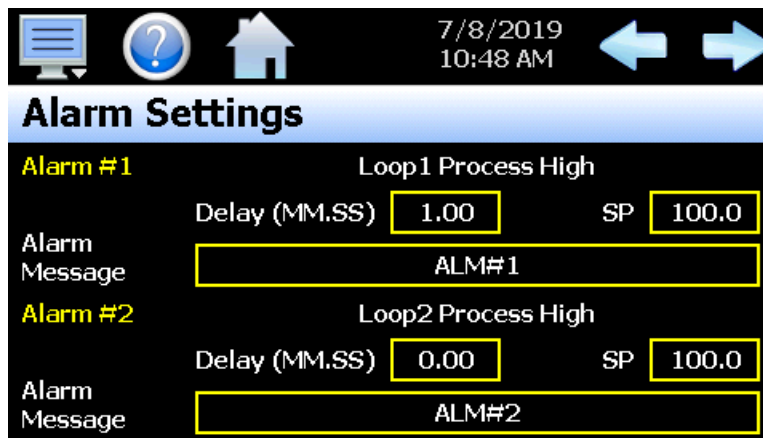 7/8/2019
10:48 AM
Alarm Settings
Alarm #1 Loop1 Process High
Delay (MM.SS) 1.00 SP 100.0
Alarm
Message
ALM#1
Alarm #2 Loop2 Process High
Delay (MM.SS) 0.00 SP 100.0
Alarm
Message
ALM#2